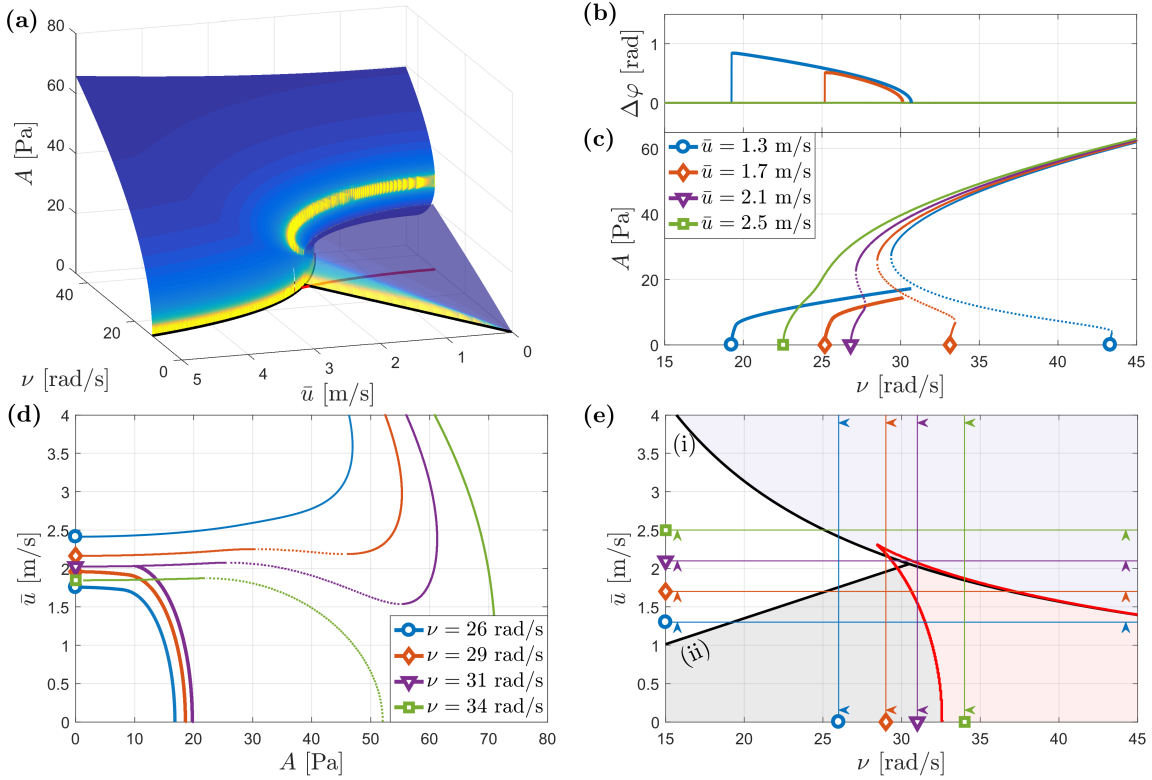 (a)
80
60
40
20
0
A [Pa]
40
20
0
ν [rad/s]
5
4
3
2
1
0
ū [m/s]
(b)
1
0
Δφ [rad]
(c)
ū = 1.3 m/s
ū = 1.7 m/s
ū = 2.1 m/s
ū = 2.5 m/s
60
40
20
0
A [Pa]
15 20 25 30 35 40 45
ν [rad/s]
(d)
4
3.5
3
2.5
2
1.5
1
0.5
0
ū [m/s]
ν = 26 rad/s
ν = 29 rad/s
ν = 31 rad/s
ν = 34 rad/s
0 10 20 30 40 50 60 70 80
A [Pa]
(e)
4
3.5
3
2.5
2
1.5
1
0.5
0
ū [m/s]
(i)
(ii)
15 20 25 30 35 40 45
ν [rad/s]